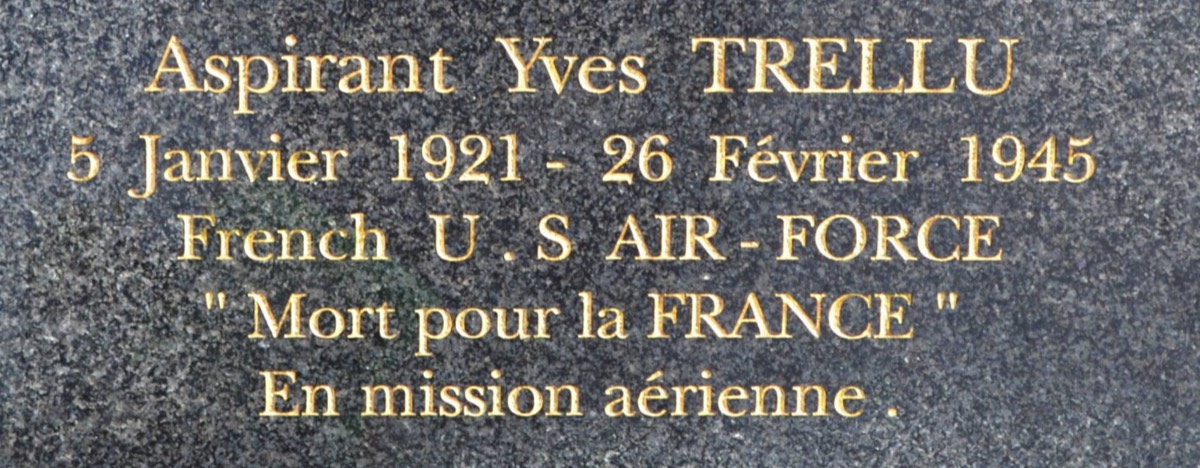 Aspirant Yves TRELLU
5 Janvier 1921 - 26 Février 1945
French U . S AIR - FORCE
" Mort pour la FRANCE "
En mission aérienne .